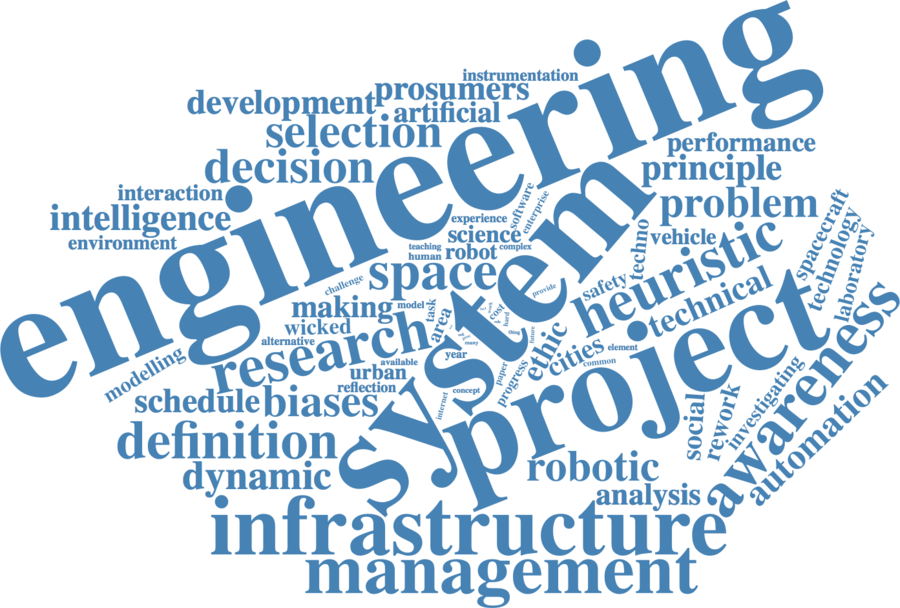 engineering
instrumentation
prosumers
development
artificial
selection
decision
performance
principle
interaction
intelligence
environment
problem
software
enterprise
experience
science
teaching
complex
human
robot
techno
vehicle
spacecraft
technology
laboratory
system
space
challenge
heuristic
safety
provide
making
model
task
area
cost
hard
thing
future
wicked
alternative
technical
research
many
year
ethic
cities
element
common
project
modelling
available
urban
reflection
concept
internet
paper
progress
awareness
schedule
biases
social
rework
investigating
automation
definition
dynamic
robotic
analysis
infrastructure
management